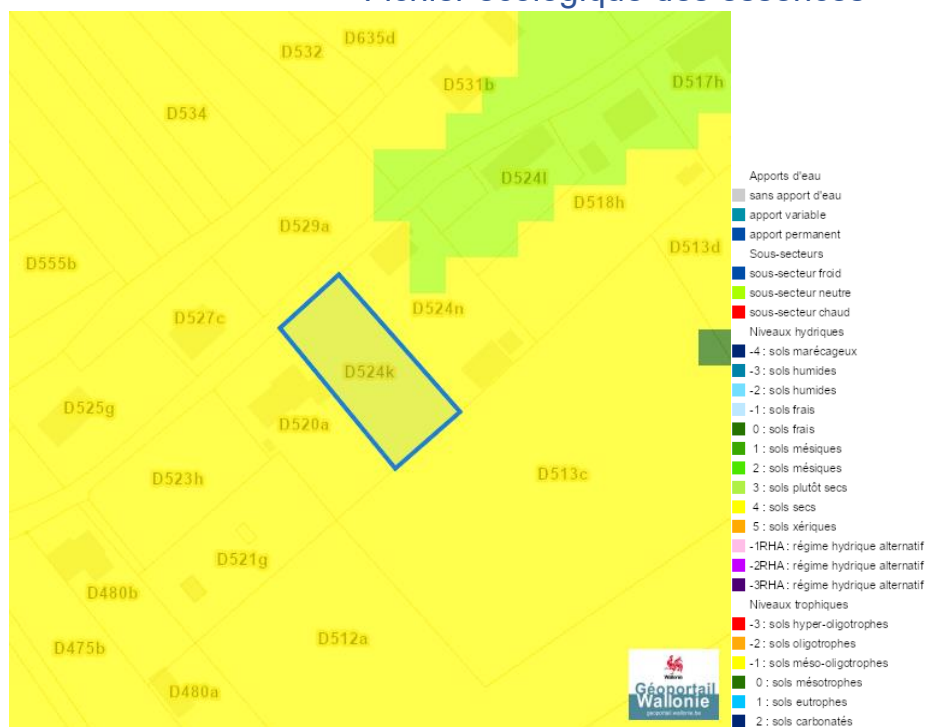 Fichier écologique des essences
D635d
D532
D531b
D517h
D534
D524l
D518h
D529a
D513d
D555b
D524n
D527c
D524k
D525g
D520a
D513c
D523h
D521g
D480b
D512a
D475b
D480a
Wallonie
Géoportail
Wallonie
geoportail.wallonie.be
Apports d'eau
sans apport d'eau
apport variable
apport permanent
Sous-secteurs
sous-secteur froid
sous-secteur neutre
sous-secteur chaud
Niveaux hydriques
-4 : sols marécageux
-3 : sols humides
-2 : sols humides
-1 : sols frais
0 : sols frais
1 : sols mésiques
2 : sols mésiques
3 : sols plutôt secs
4 : sols secs
5 : sols xériques
-1RHA : régime hydrique alternatif
-2RHA : régime hydrique alternatif
-3RHA : régime hydrique alternatif
Niveaux trophiques
-3 : sols hyper-oligotrophes
-2 : sols oligotrophes
-1 : sols méso-oligotrophes
0 : sols mésotrophes
1 : sols eutrophes
2 : sols carbonatés